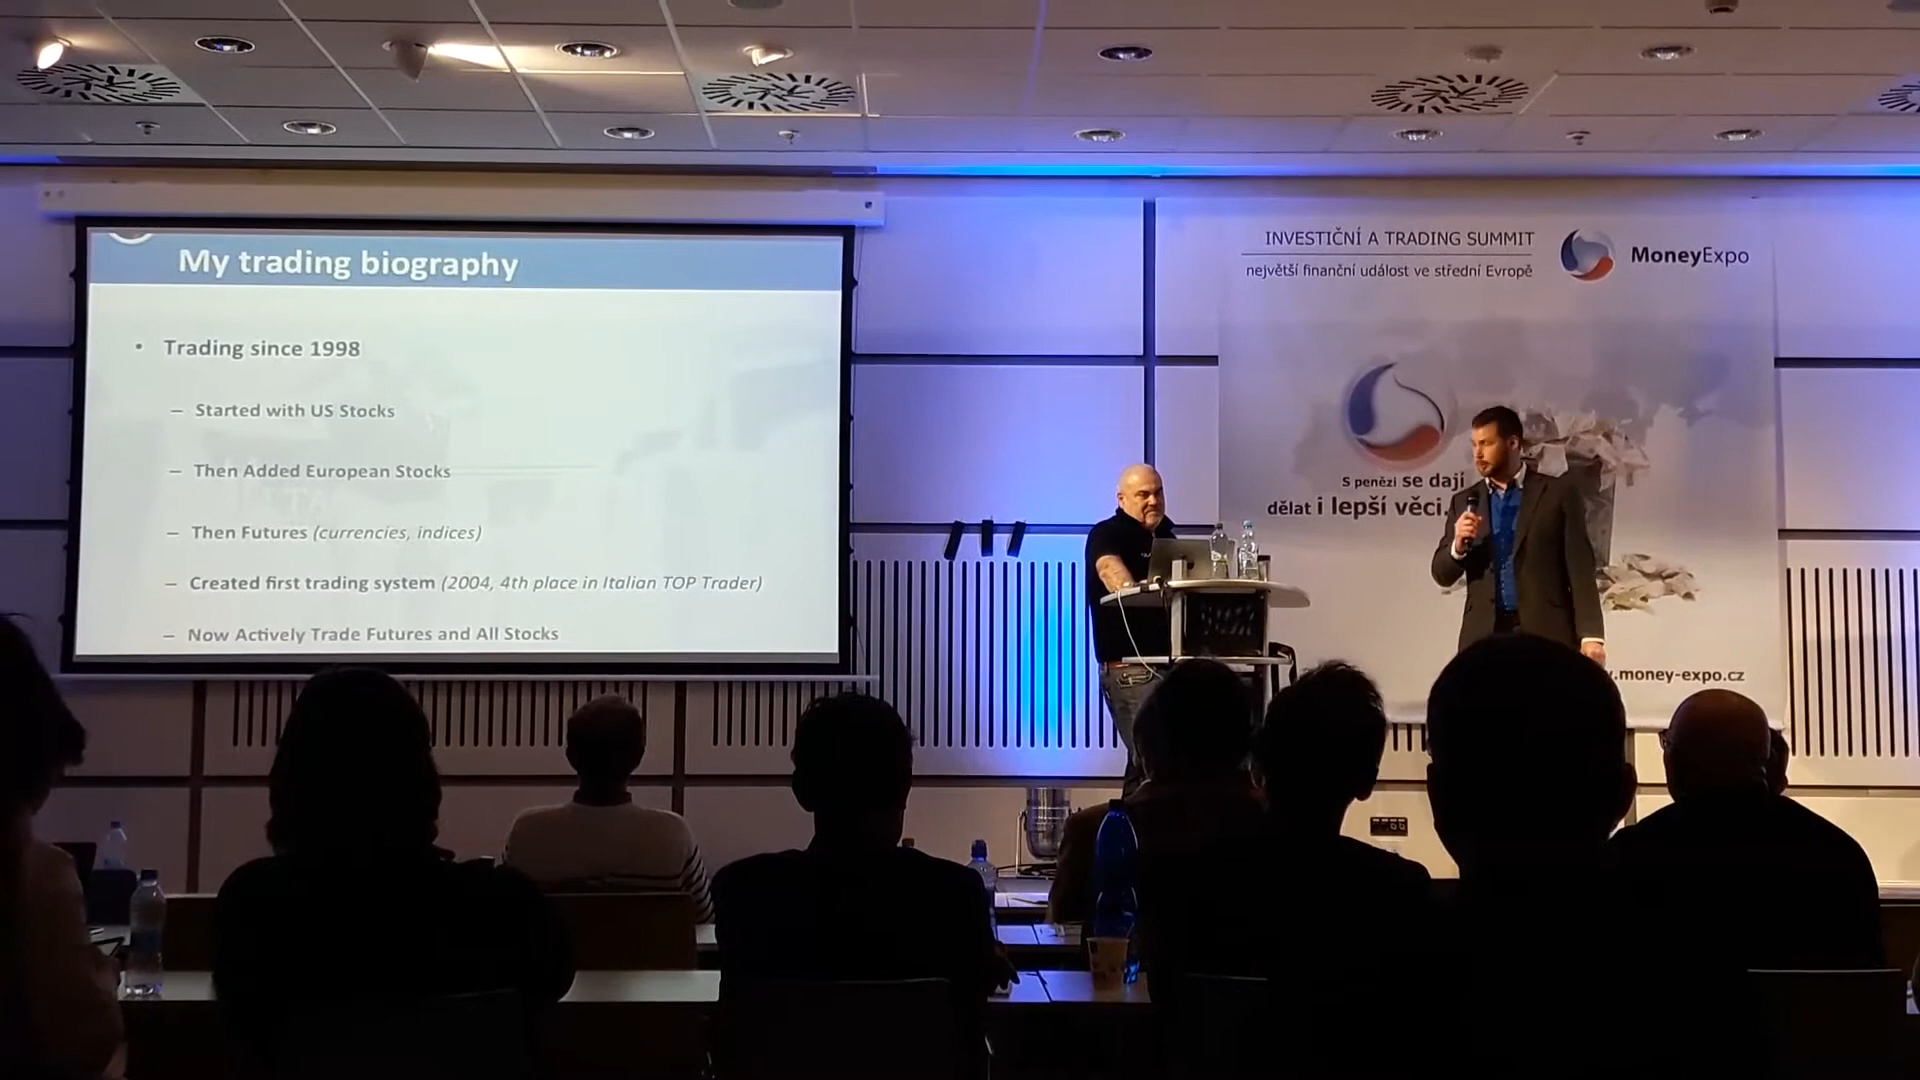 My trading biography
• Trading since 1998
– Started with US Stocks
– Then Added European Stocks
– Then Futures (currencies, indices)
– Created first trading system (2004, 4th place in Italian TOP Trader)
– Now Actively Trade Futures and All Stocks
INVESTIČNÍ A TRADING SUMMIT
největší finanční událost ve střední Evropě
MoneyExpo
S penězi se dají
dělat i lepší věci.
.money-expo.cz